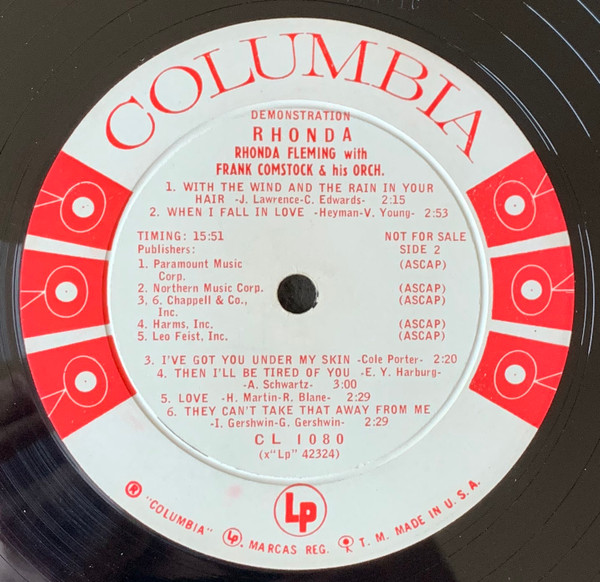 COLUMBIA
DEMONSTRATION
RHONDA
RHONDA FLEMING with
FRANK COMSTOCK & his ORCH.
1. WITH THE WIND AND THE RAIN IN YOUR
HAIR -J. Lawrence-C. Edwards- 2:15
2. WHEN I FALL IN LOVE -Heyman-V. Young- 2:53
TIMING: 15:51 NOT FOR SALE
Publishers: SIDE 2
1. Paramount Music (ASCAP)
Corp.
2. Northern Music Corp. (ASCAP)
3, 6. Chappell & Co., (ASCAP)
Inc.
4. Harms, Inc. (ASCAP)
5. Leo Feist, Inc. (ASCAP)
3. I'VE GOT YOU UNDER MY SKIN -Cole Porter- 2:20
4. THEN I'LL BE TIRED OF YOU -E. Y. Harburg-
-A. Schwartz- 3:00
5. LOVE -H. Martin-R. Blane- 2:29
6. THEY CAN'T TAKE THAT AWAY FROM ME
-I. Gershwin-G. Gershwin- 2:29
CL 1080
(x"Lp" 42324)
Lp
® "COLUMBIA" Lp. MARCAS REG. T. M. MADE IN U. S. A.